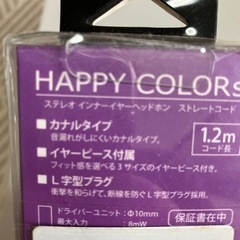 HAPPY COLORs
ステレオ インナーイヤーヘッドホン ストレートコード
■ カナルタイプ
音漏れがしにくいカナルタイプ。
1.2m
コード長
■ イヤーピース付属
フィット感を選べる3サイズのイヤーピース付き。
■ L字型プラグ
衝撃を和らげて、断線を防ぐL字型プラグ採用。
ドライバーユニット：Φ10mm
最大入力：8mW
保証書在中